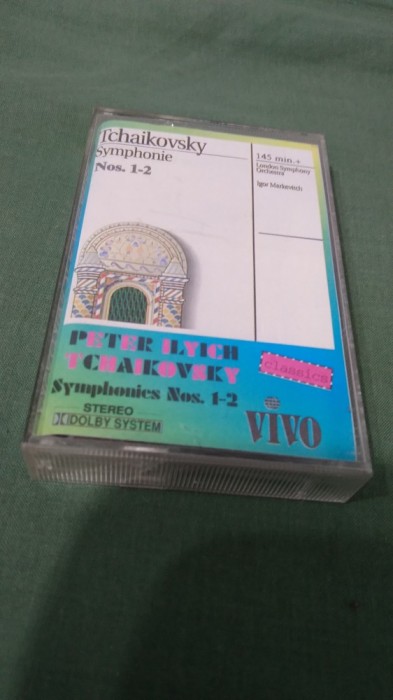 Tchaikovsky
Symphonie
Nos. 1-2
145 min.+
London Symphony
Orchestra
Igor Markevitch
PETER ILYICH
TCHAIKOVSKY
classics
Symphonies Nos. 1-2
STEREO
DOLBY SYSTEM
VIVO